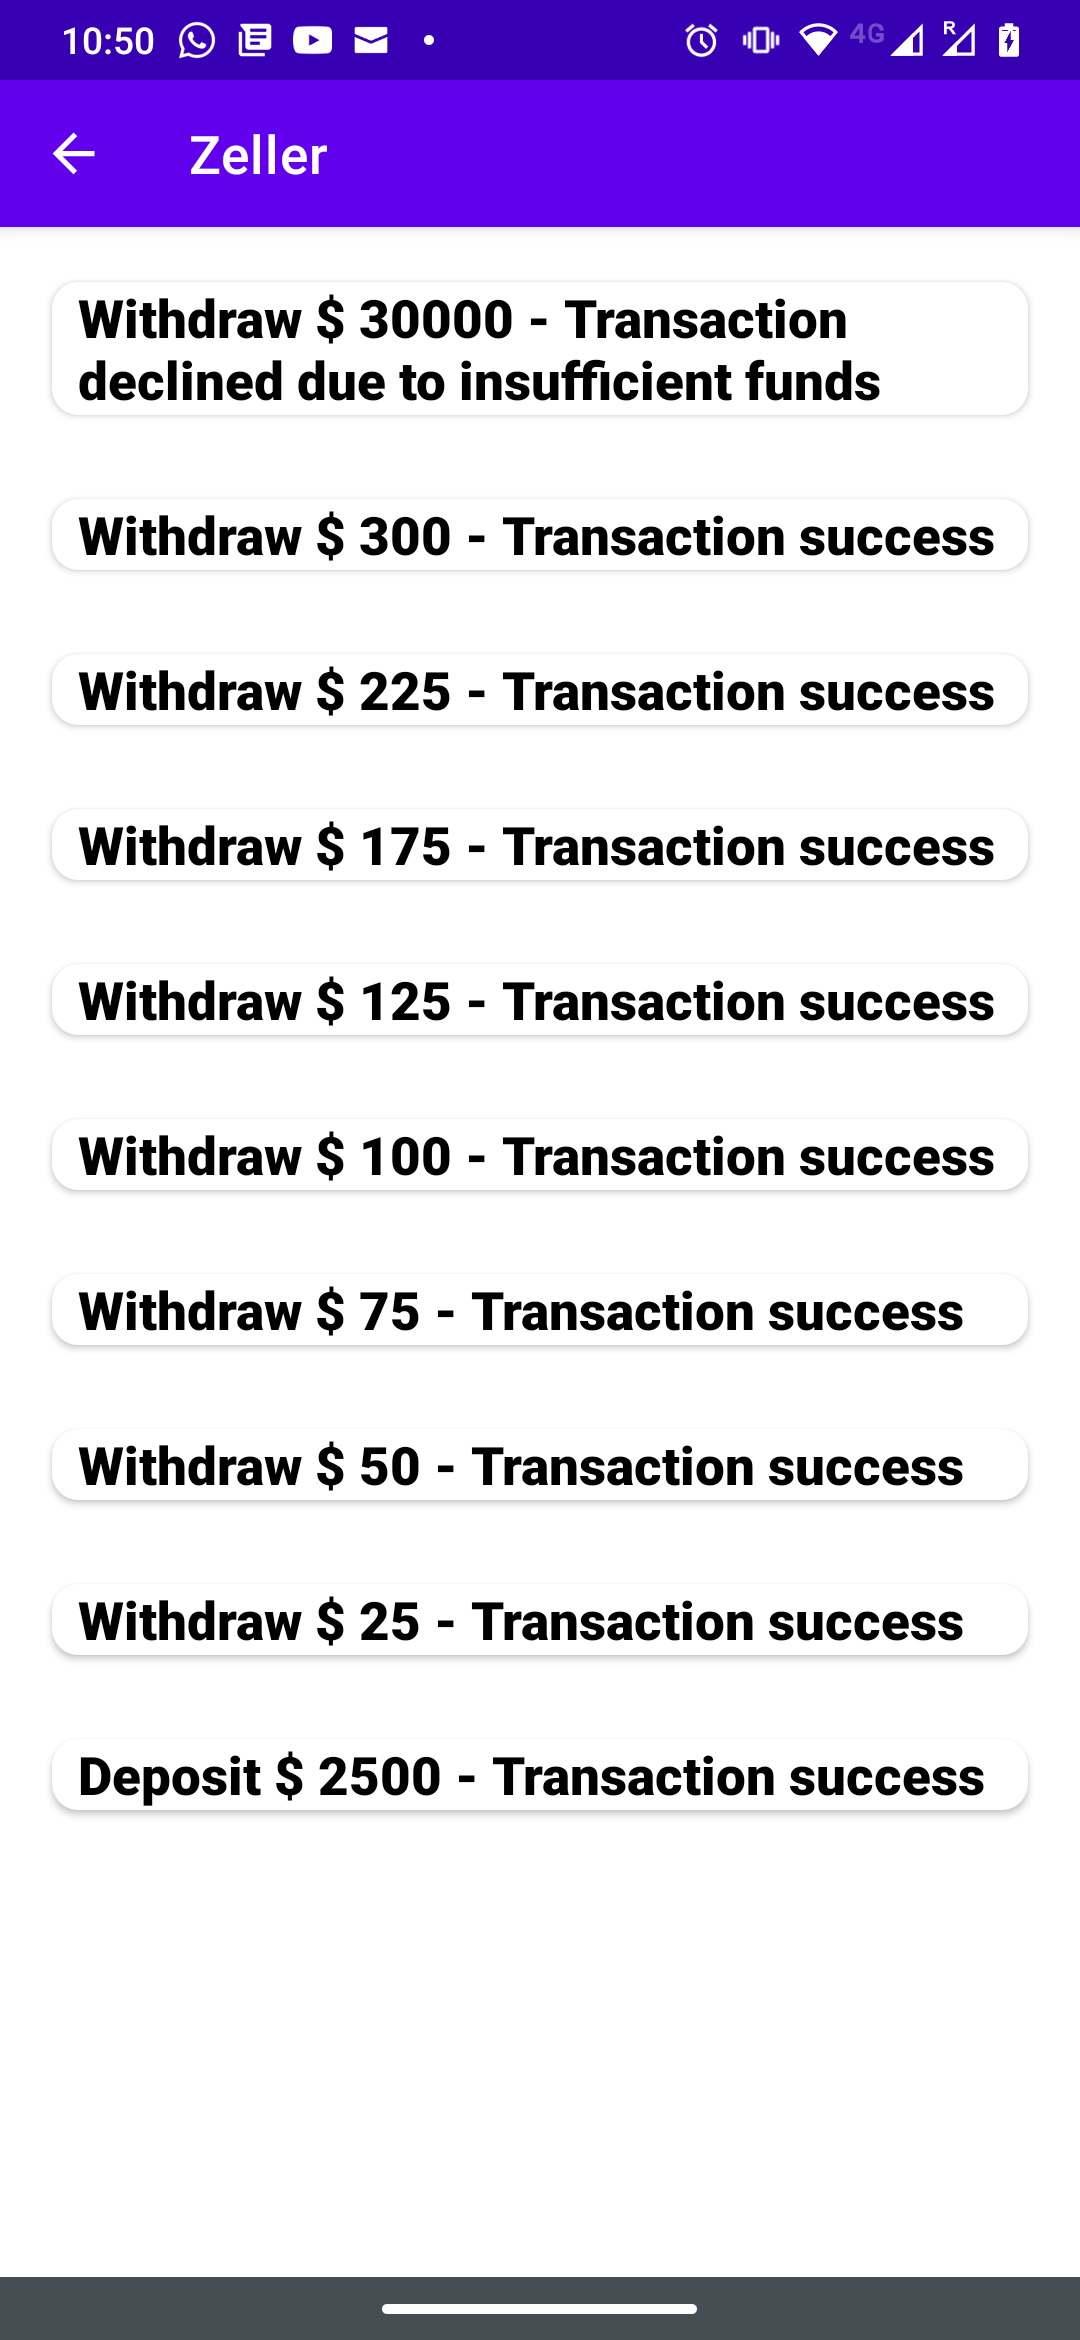 10:50
4G
R
Zeller
Withdraw $ 30000 - Transaction
declined due to insufficient funds
Withdraw $ 300 - Transaction success
Withdraw $ 225 - Transaction success
Withdraw $ 175 - Transaction success
Withdraw $ 125 - Transaction success
Withdraw $ 100 - Transaction success
Withdraw $ 75 - Transaction success
Withdraw $ 50 - Transaction success
Withdraw $ 25 - Transaction success
Deposit $ 2500 - Transaction success